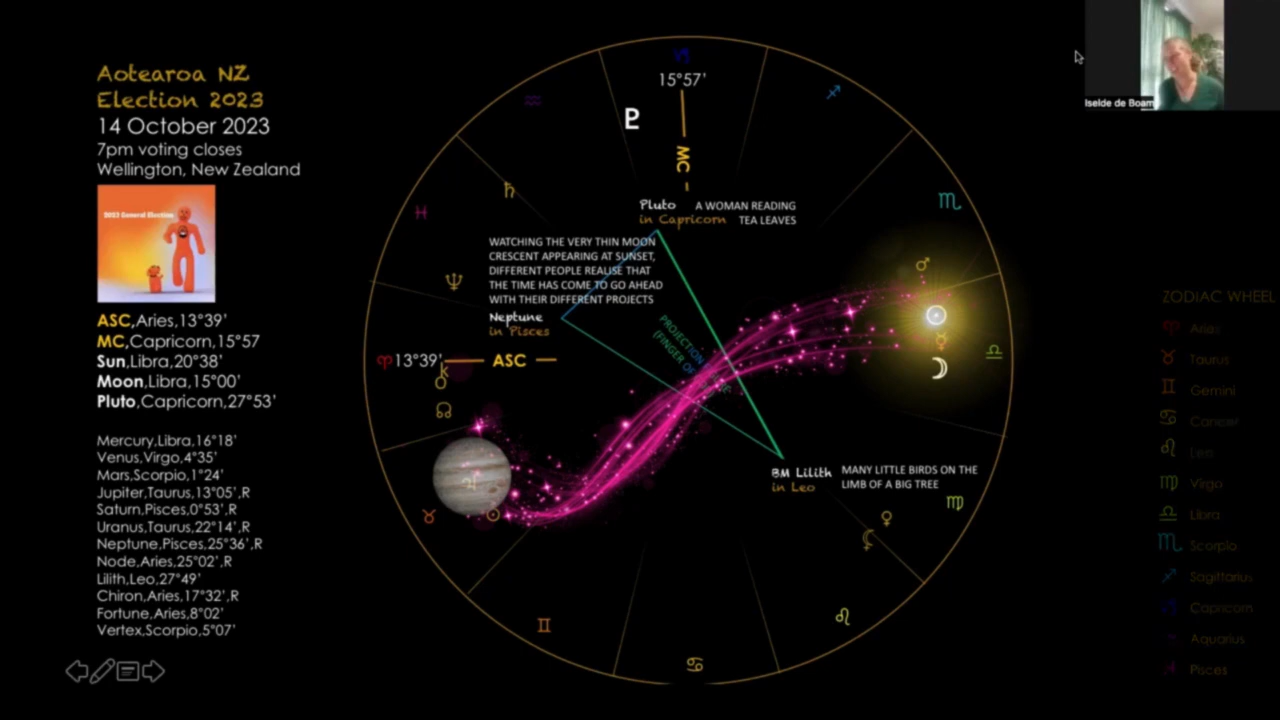 Aotearoa NZ
Election 2023
14 October 2023
7pm voting closes
Wellington, New Zealand
2023 General Election
ASC,Aries,13°39'
MC,Capricorn,15°57
Sun,Libra,20°38'
Moon,Libra,15°00'
Pluto,Capricorn,27°53'
Mercury,Libra,16°18'
Venus,Virgo,4°35'
Mars,Scorpio,1°24'
Jupiter,Taurus,13°05',R
Saturn,Pisces,0°53',R
Uranus,Taurus,22°14',R
Neptune,Pisces,25°36',R
Node,Aries,25°02',R
Lilith,Leo,27°49'
Chiron,Aries,17°32',R
Fortune,Aries,8°02'
Vertex,Scorpio,5°07'
15°57'
MC
Pluto
in Capricorn
A WOMAN READING
TEA LEAVES
WATCHING THE VERY THIN MOON
CRESCENT APPEARING AT SUNSET,
DIFFERENT PEOPLE REALISE THAT
THE TIME HAS COME TO GO AHEAD
WITH THEIR DIFFERENT PROJECTS
Neptune
in Pisces
PROJECTION
(FINGER OF
13°39'
ASC
BM Lilith
in Leo
MANY LITTLE BIRDS ON THE
LIMB OF A BIG TREE
Iselde de Boam
ZODIAC WHEEL
Aries
Taurus
Gemini
Cancer
Leo
Virgo
Libra
Scorpio
Sagittarius
Capricorn
Aquarius
Pisces